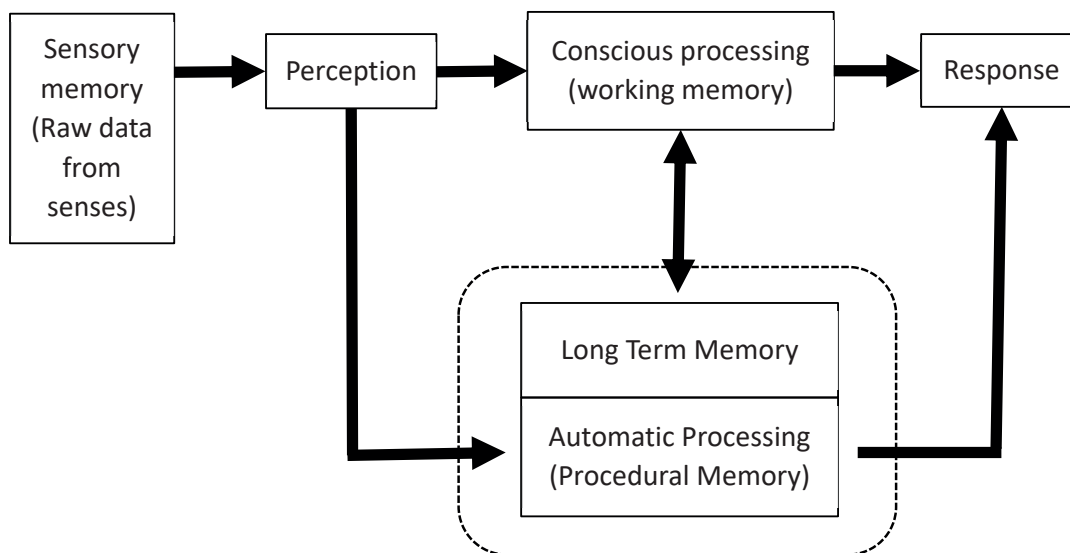 Sensory
memory
(Raw data
from
senses)
Perception
Conscious processing
(working memory)
Response
Long Term Memory
Automatic Processing
(Procedural Memory)